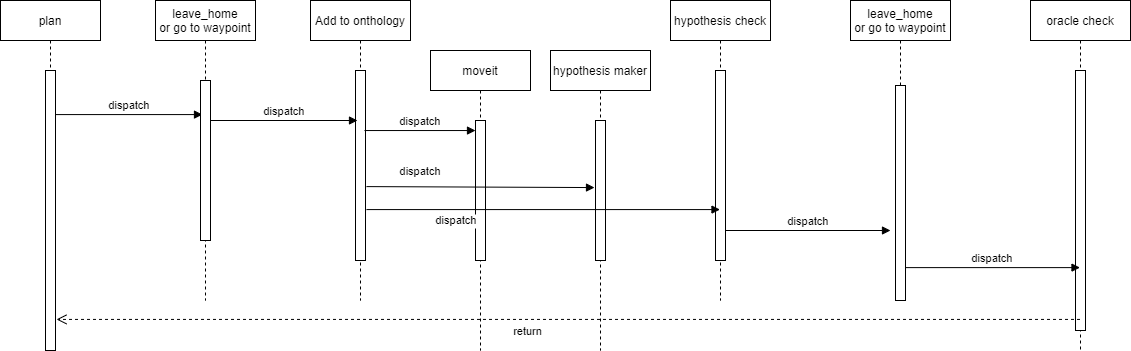 plan
leave_home
or go to waypoint
Add to onthology
hypothesis check
leave_home
or go to waypoint
oracle check
moveit
hypothesis maker
dispatch
dispatch
dispatch
dispatch
dispatch
dispatch
dispatch
return